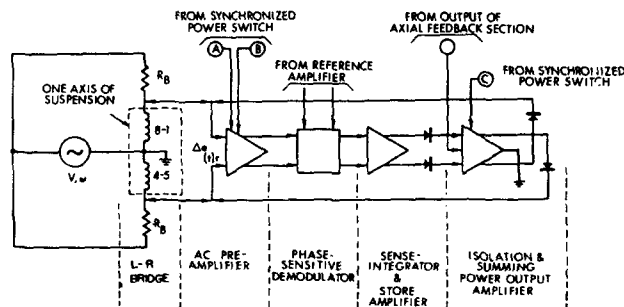 FROM SYNCHRONIZED
POWER SWITCH
A
B
FROM OUTPUT OF
AXIAL FEEDBACK
SECTION
FROM REFERENCE
AMPLIFIER
C
FROM SYNCHRONIZED
POWER SWITCH
ONE AXIS OF
SUSPENSION
RB
8-1
4-5
V,ω
RB
Δe
(t)r
L-R
BRIDGE
AC PRE-
AMPLIFIER
PHASE-
SENSITIVE
DEMODULATOR
SENSE-
INTEGRATOR
&
STORE
AMPLIFIER
ISOLATION &
SUMMING
POWER OUTPUT
AMPLIFIER